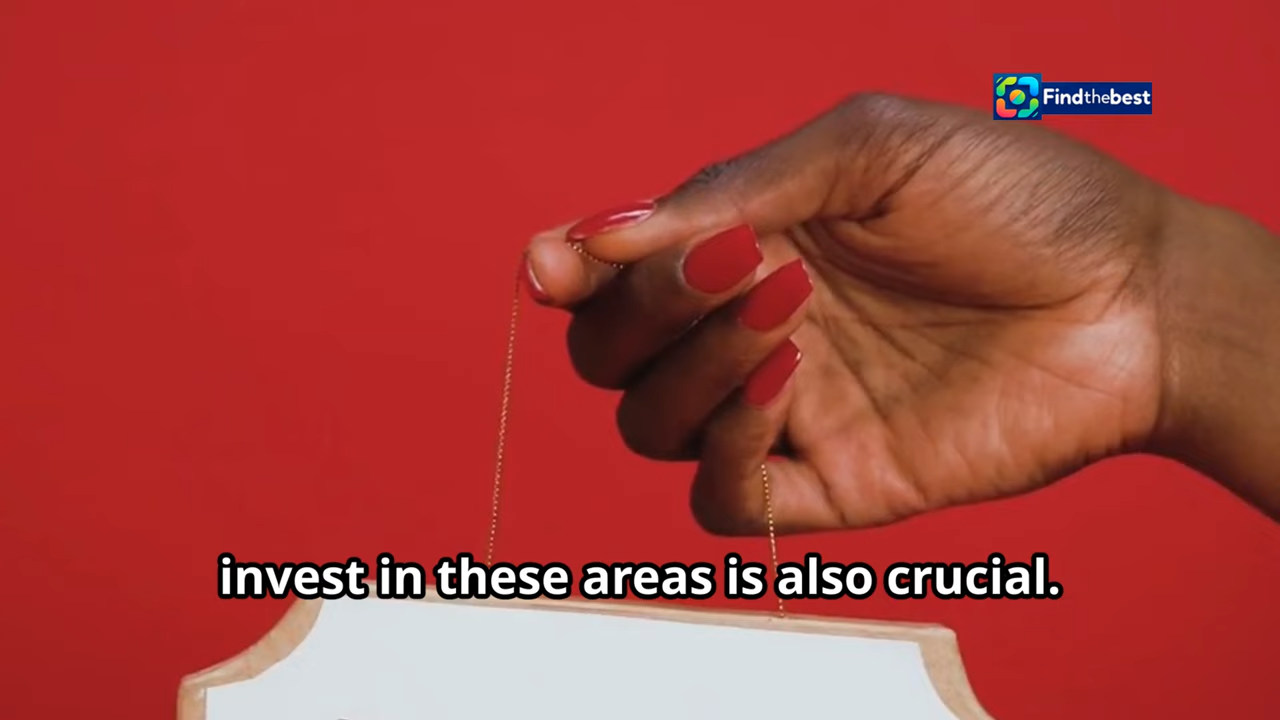 Findthebest
invest in these areas is also crucial.